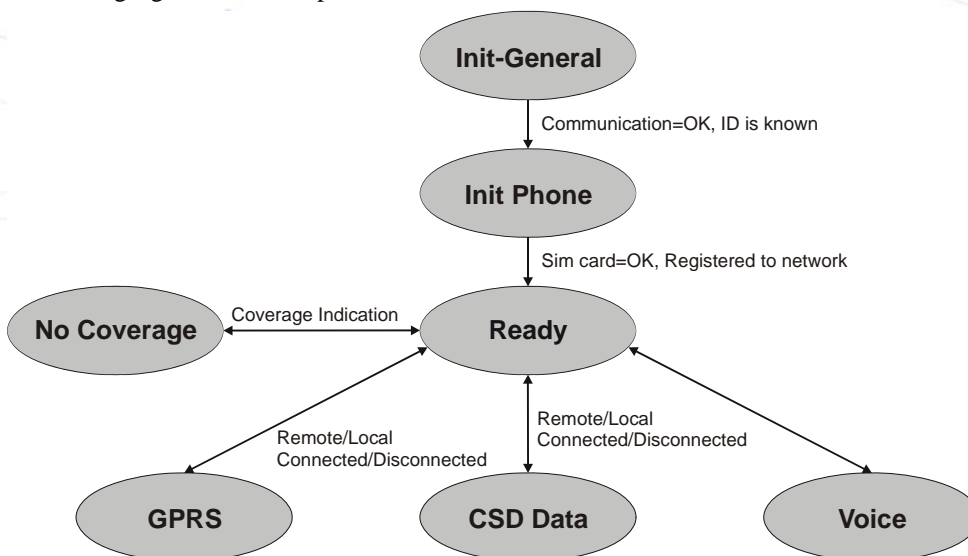 Init-General
Communication=OK, ID is known
Init Phone
Sim card=OK, Registered to network
No Coverage
Coverage Indication
Ready
Remote/Local
Connected/Disconnected
Remote/Local
Connected/Disconnected
GPRS
CSD Data
Voice